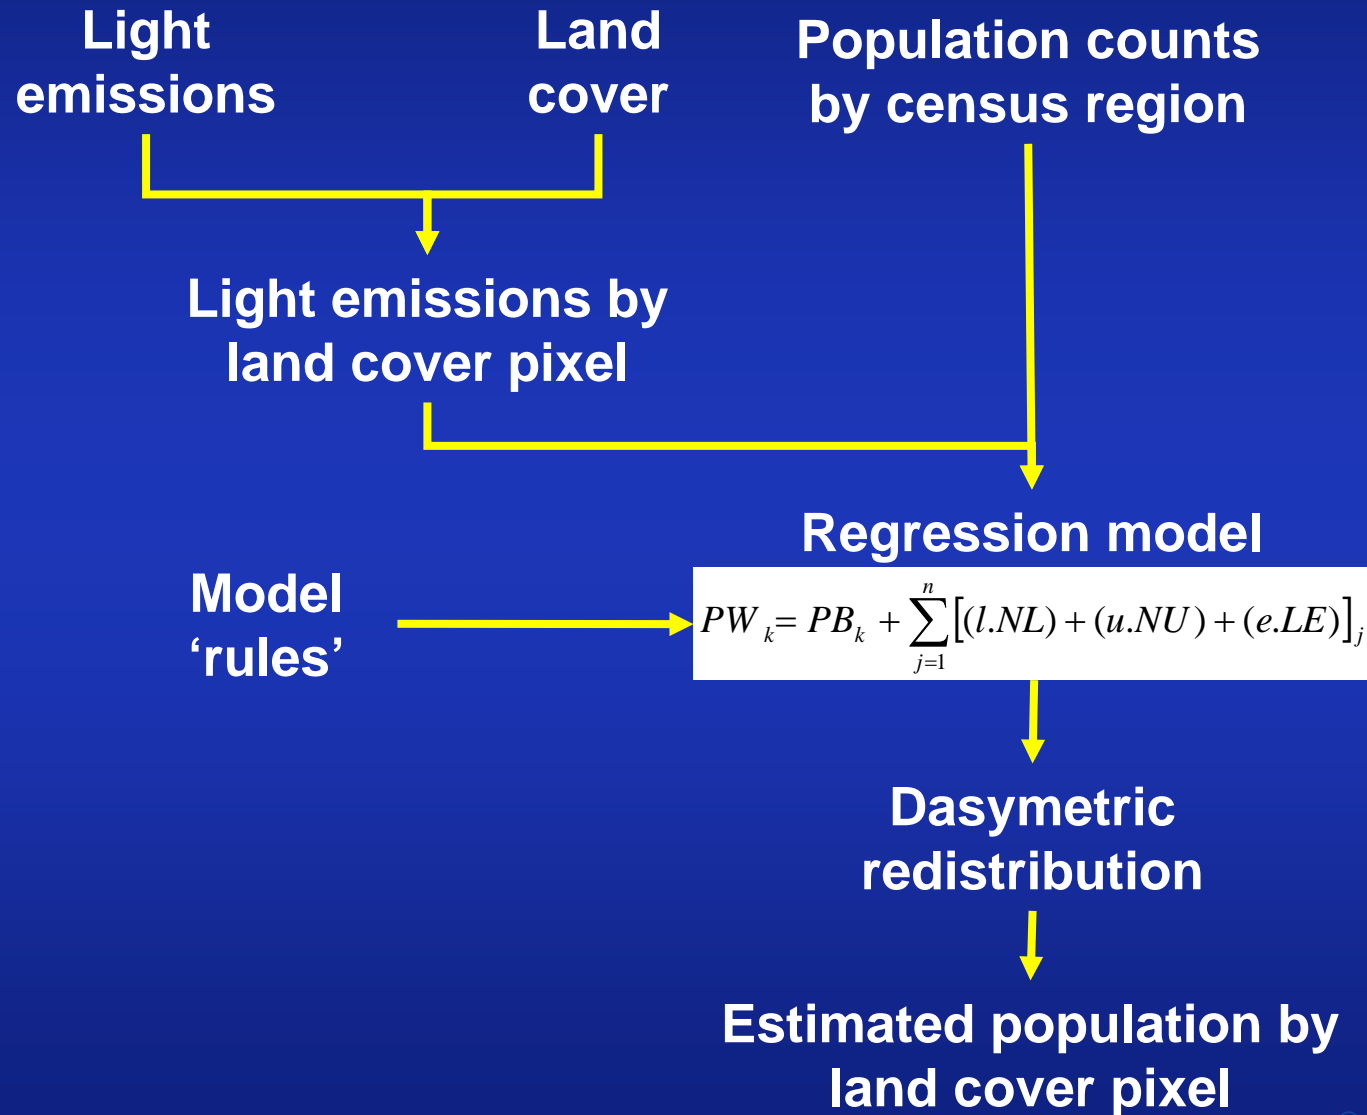 Light
emissions
Land
cover
Population counts
by census region
Light emissions by
land cover pixel
Regression model
Model
‘rules’
PW_k = PB_k + \sum_{j=1}^{n} [(l.NL) + (u.NU) + (e.LE)]_j
Dasymetric
redistribution
Estimated population by
land cover pixel